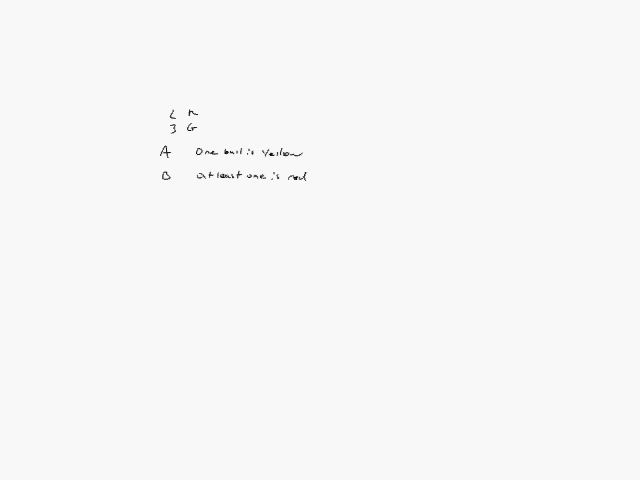 2 R
3 G
A One ball is Yellow
B at least one is red